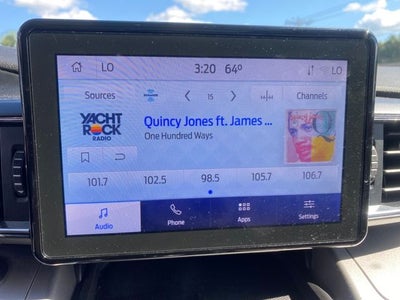 LO 3:20 64° LO
Sources 15 Channels
YACHT
ROCK
RADIO
Quincy Jones ft. James ...
One Hundred Ways
101.7 102.5 98.5 105.7 106.7
Audio Phone Apps Settings